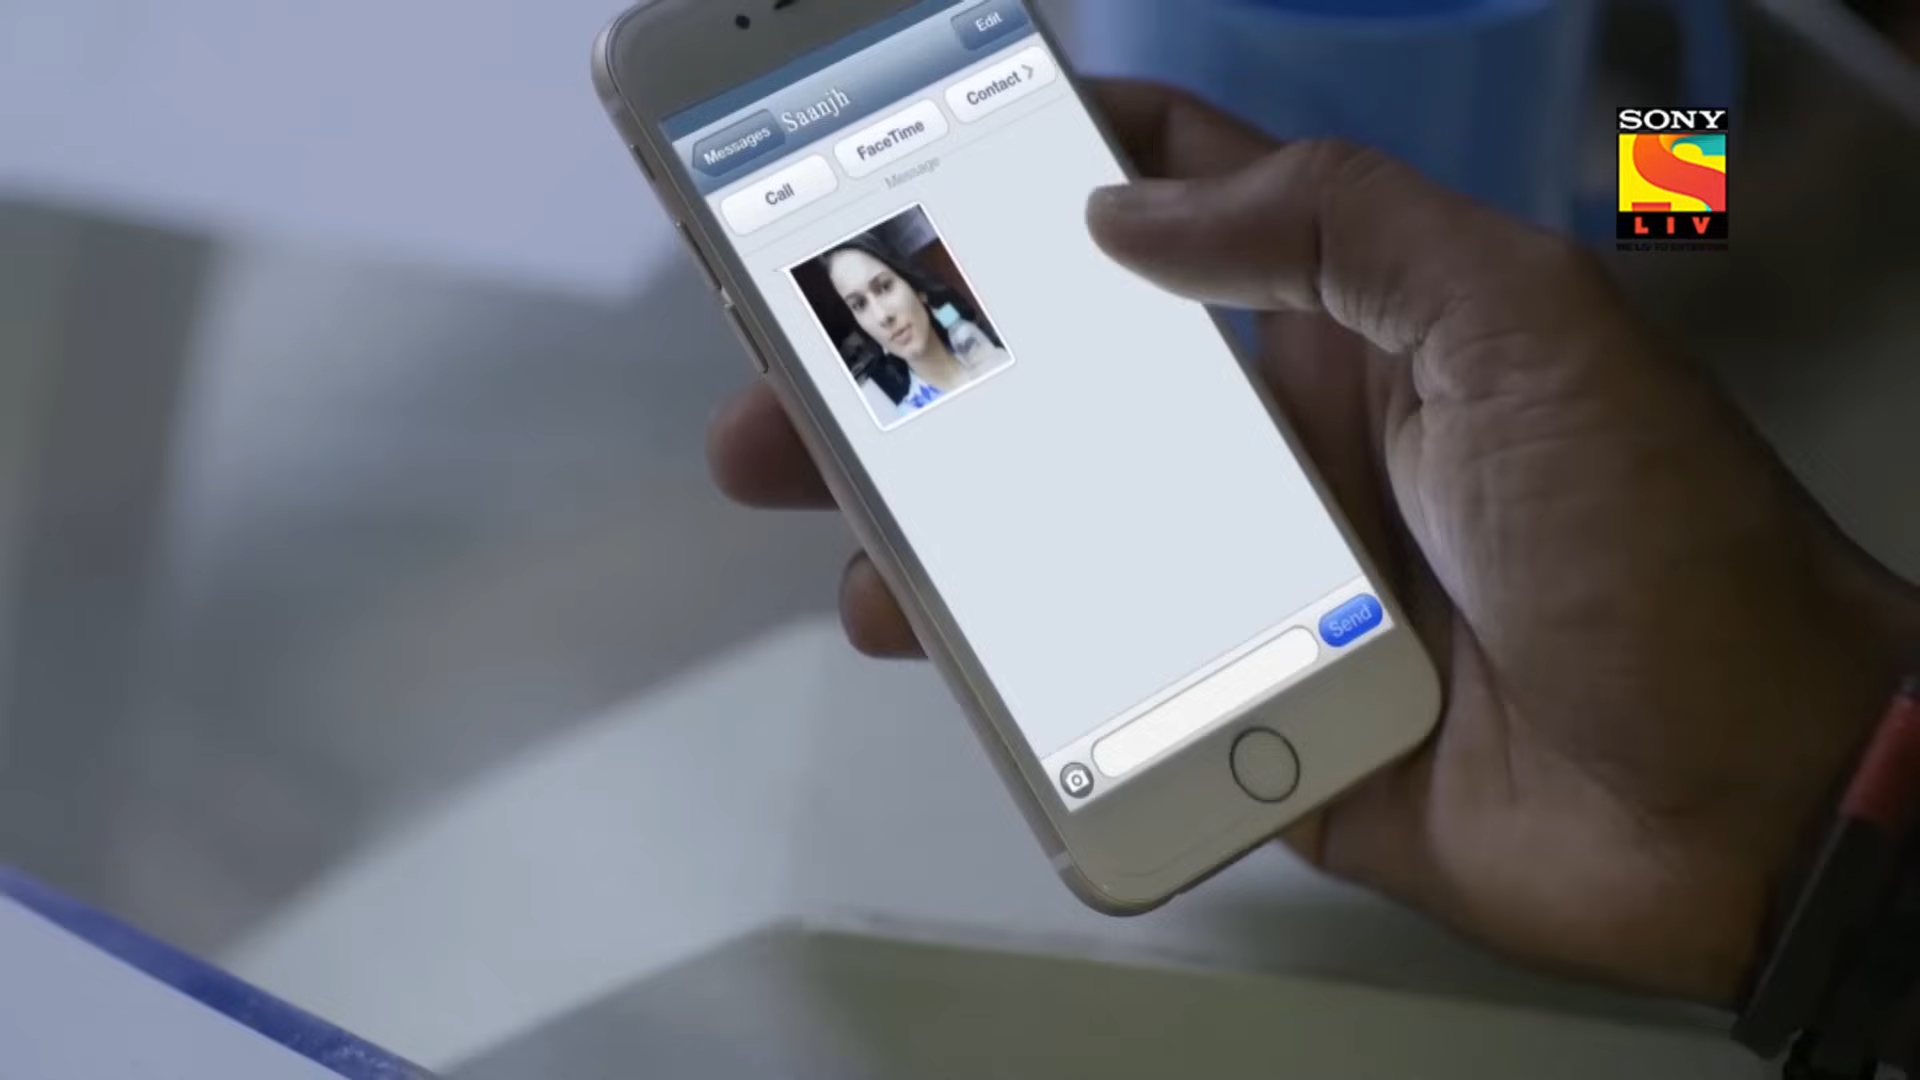 Edit
Messages
Saanjh
Call
FaceTime
Contact
Message
Send
SONY
LIV